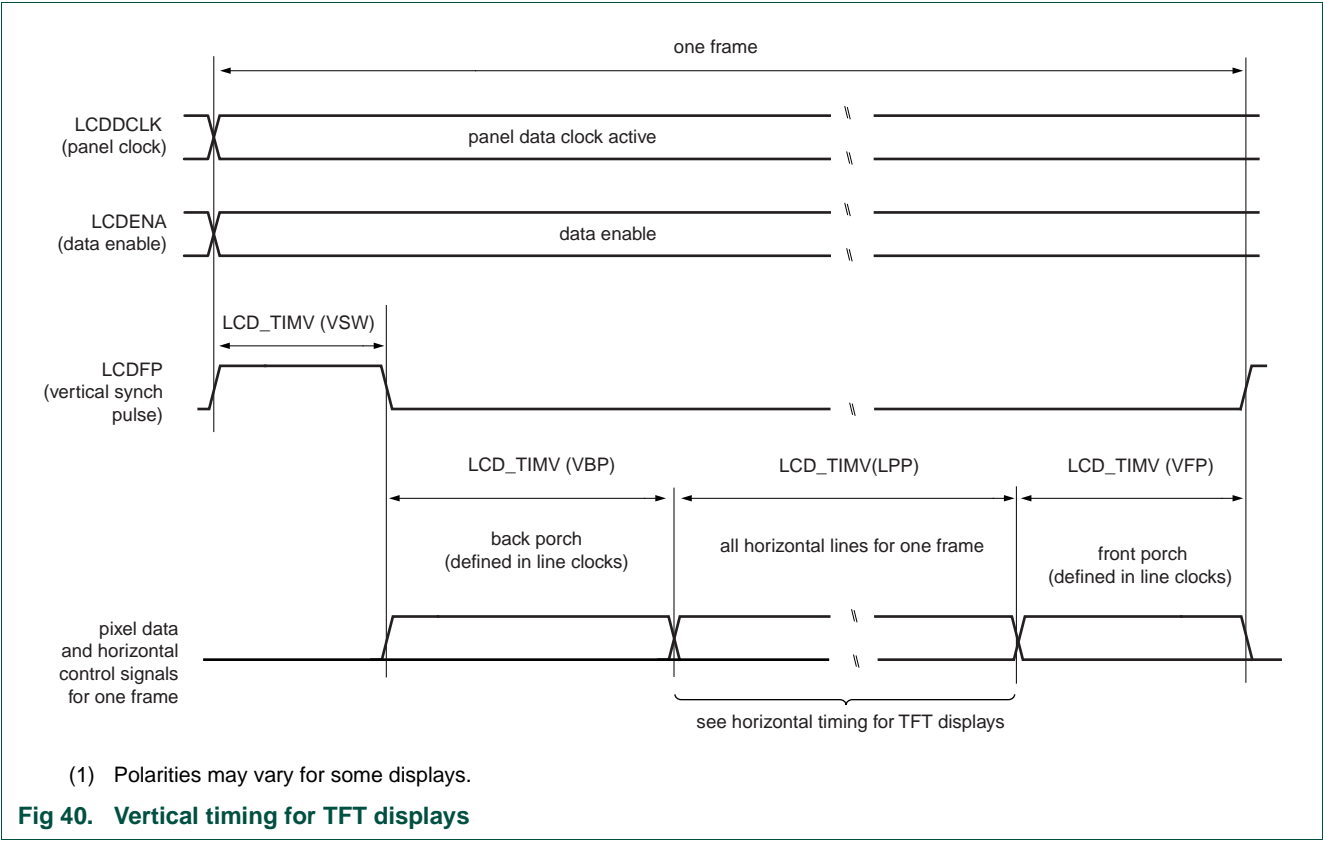 one frame
LCDDCLK
(panel clock)
panel data clock active
LCDENA
(data enable)
data enable
LCD_TIMV (VSW)
LCDFP
(vertical synch
pulse)
LCD_TIMV (VBP)
LCD_TIMV(LPP)
LCD_TIMV (VFP)
back porch
(defined in line clocks)
all horizontal lines for one frame
front porch
(defined in line clocks)
pixel data
and horizontal
control signals
for one frame
see horizontal timing for TFT displays
(1) Polarities may vary for some displays.
Fig 40. Vertical timing for TFT displays